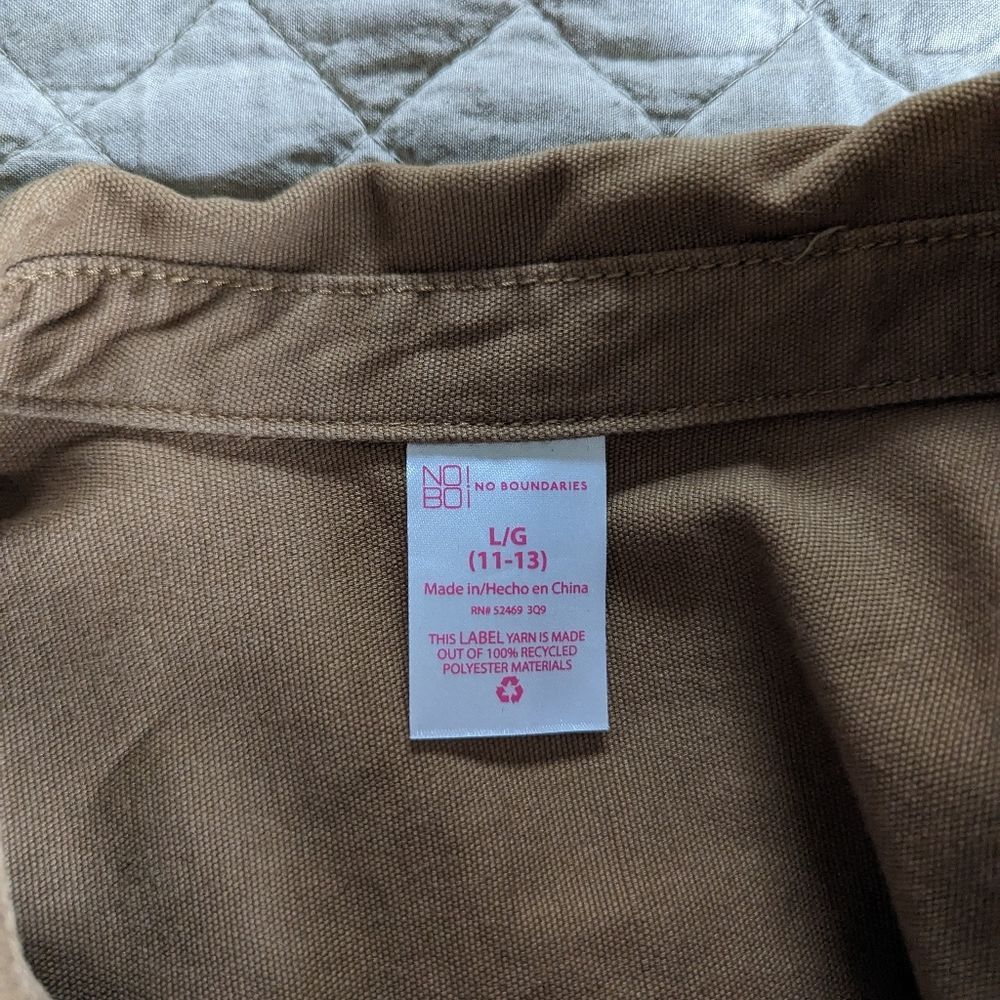 NO!
BO¡ NO BOUNDARIES
L/G
(11-13)
Made in/Hecho en China
RN# 52469 3Q9
THIS LABEL YARN IS MADE
OUT OF 100% RECYCLED
POLYESTER MATERIALS